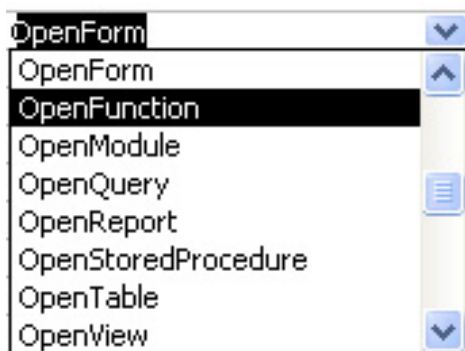 OpenForm
OpenForm
OpenFunction
OpenModule
OpenQuery
OpenReport
OpenStoredProcedure
OpenTable
OpenView